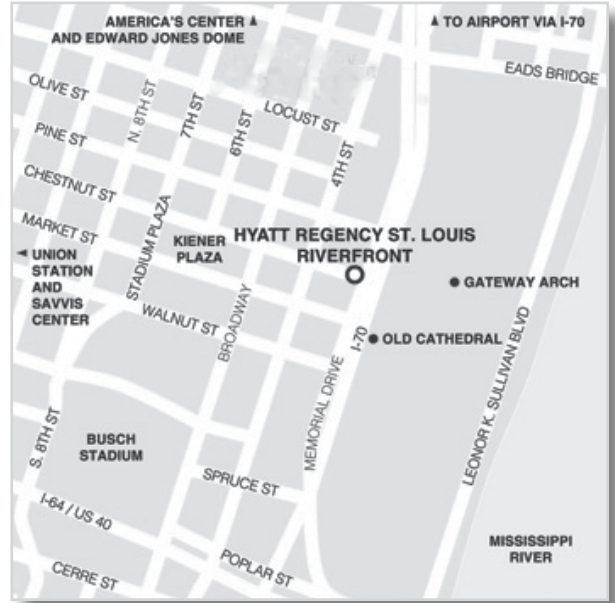 AMERICA'S CENTER
AND EDWARD JONES DOME
TO AIRPORT VIA I-70
EADS BRIDGE
OLIVE ST
N. 8TH ST
7TH ST
6TH ST
LOCUST ST
4TH ST
PINE ST
CHESTNUT ST
MARKET ST
STADIUM PLAZA
KIENER
PLAZA
HYATT REGENCY ST. LOUIS
RIVERFRONT
UNION
STATION
AND
SAVVIS
CENTER
GATEWAY ARCH
WALNUT ST
BROADWAY
I-70
OLD CATHEDRAL
MEMORIAL DRIVE
LEONOR K. SULLIVAN BLVD
S. 8TH ST
BUSCH
STADIUM
SPRUCE ST
I-64 / US 40
MISSISSIPPI
RIVER
POPLAR ST
CERRE ST